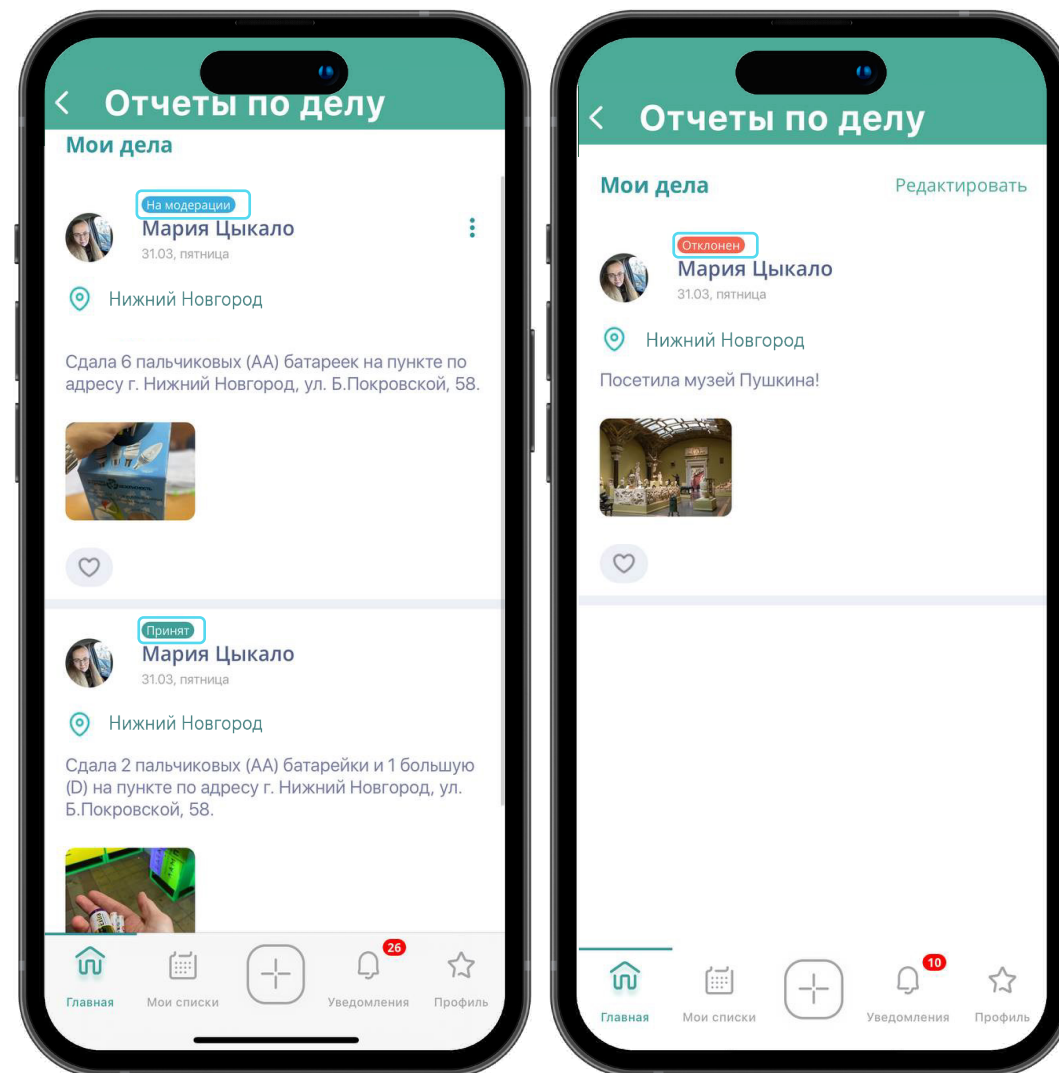 Отчеты по делу
Мои дела
На модерации
Мария Цыкало
31.03, пятница
Нижний Новгород
Сдала 6 пальчиковых (АА) батареек на пункте по
адресу г. Нижний Новгород, ул. Б.Покровской, 58.
Принят
Мария Цыкало
31.03, пятница
Нижний Новгород
Сдала 2 пальчиковых (АА) батарейки и 1 большую
(D) на пункте по адресу г. Нижний Новгород, ул.
Б.Покровской, 58.
26
Главная
Мои списки
Уведомления
Профиль
Отчеты по делу
Мои дела
Редактировать
Отклонен
Мария Цыкало
31.03, пятница
Нижний Новгород
Посетила музей Пушкина!
10
Главная
Мои списки
Уведомления
Профиль